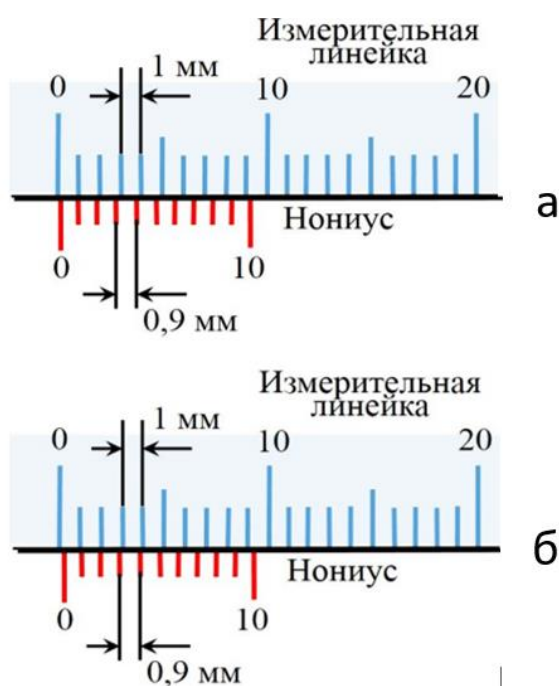 Измерительная
линейка
0 1 мм 10 20
Нониус
0 10
0,9 мм
а
Измерительная
линейка
0 1 мм 10 20
Нониус
0 10
0,9 мм
б